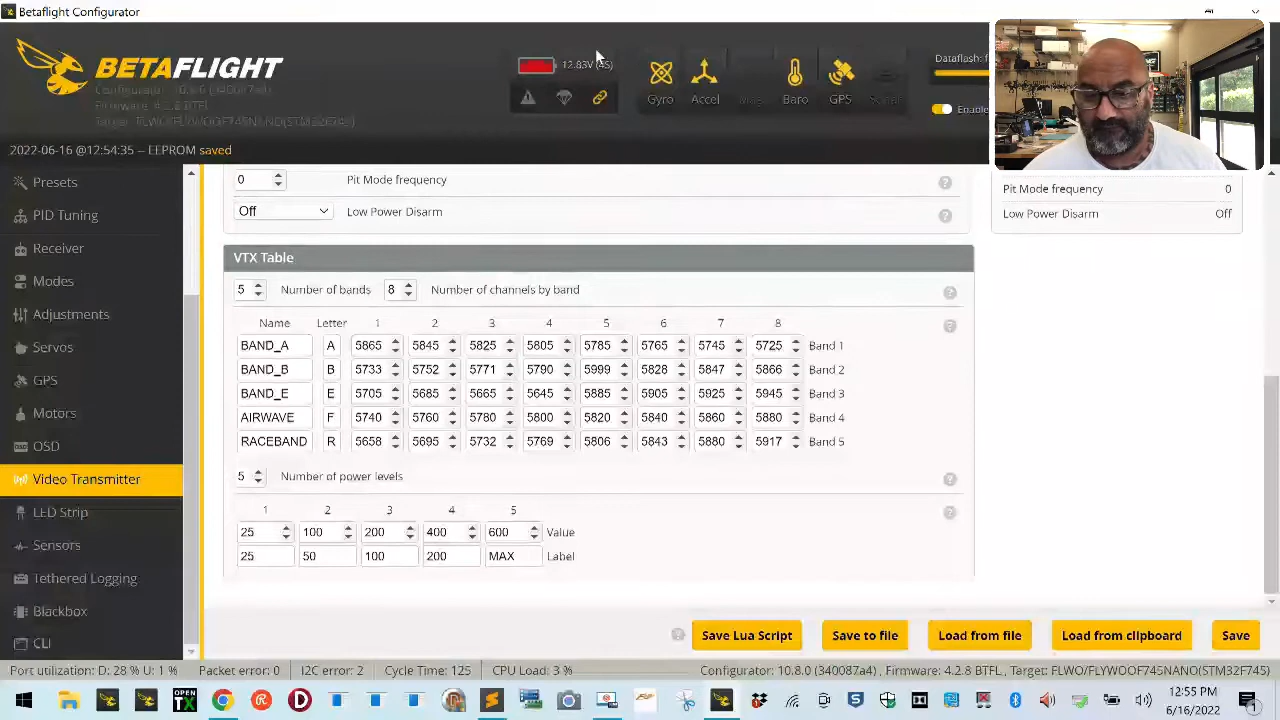 Betaflight Configurator
BETAFLIGHT
2022-06-16 @12:54:35 -- EEPROM saved
Gyro Accel Baro GPS
Dataflash:
Enable
Presets
PID Tuning
Receiver
Modes
Adjustments
Servos
GPS
Motors
OSD
Video Transmitter
LED Strip
Sensors
Tethered Logging
Blackbox
CLI
0 Pit Mode frequency
Off Low Power Disarm
Pit Mode frequency 0
Low Power Disarm Off
VTX Table
5 Number of bands 8 Number of channels by band
Name Letter 1 2 3 4 5 6 7 8
BAND_A A 5865 5845 5825 5805 5785 5765 5745 5725 Band 1
BAND_B B 5733 5752 5771 5790 5999 5828 5847 5866 Band 2
BAND_E E 5705 5685 5665 5645 5885 5905 5925 5945 Band 3
AIRWAVE F 5740 5760 5780 5800 5820 5840 5860 5880 Band 4
RACEBAND R 5658 5695 5732 5769 5806 5843 5880 5917 Band 5
5 Number of power levels
1 2 3 4 5
25 100 200 400 600 Value
25 50 100 200 MAX Label
Save Lua Script Save to file Load from file Load from clipboard Save
Port utilization: D: 28 % U: 1 % Packet error: 0 I2C error: 2 Cycle Time: 125 CPU Load: 3 % Configurator: 10.8.0 (c0087a4), Firmware: 4.2.8 BTFL, Target: FLWO/FLYWOOF745NANO(STM32F745)
OPEN TX
12:55 PM
6/16/2022